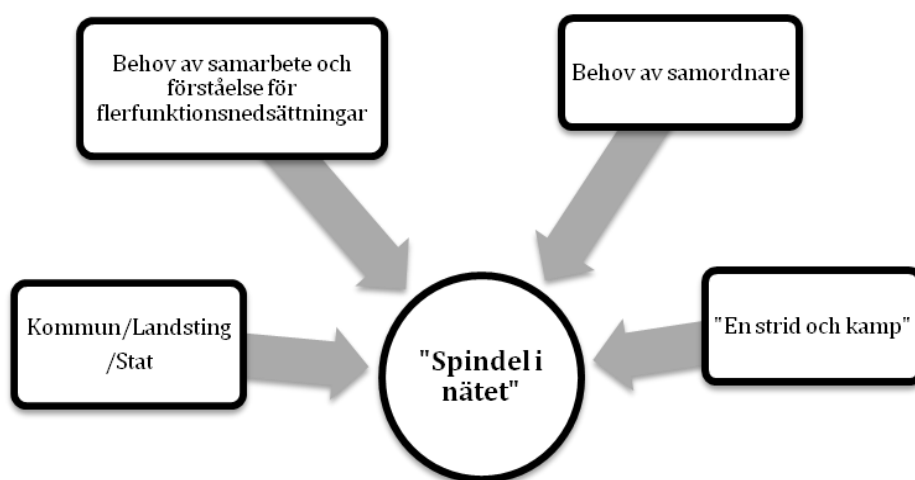 Behov av samarbete och
förståelse för
flerfunktionsnedsättningar
Behov av samordnare
Kommun/Landsting
/Stat
"Spindel i
nätet"
"En strid och kamp"